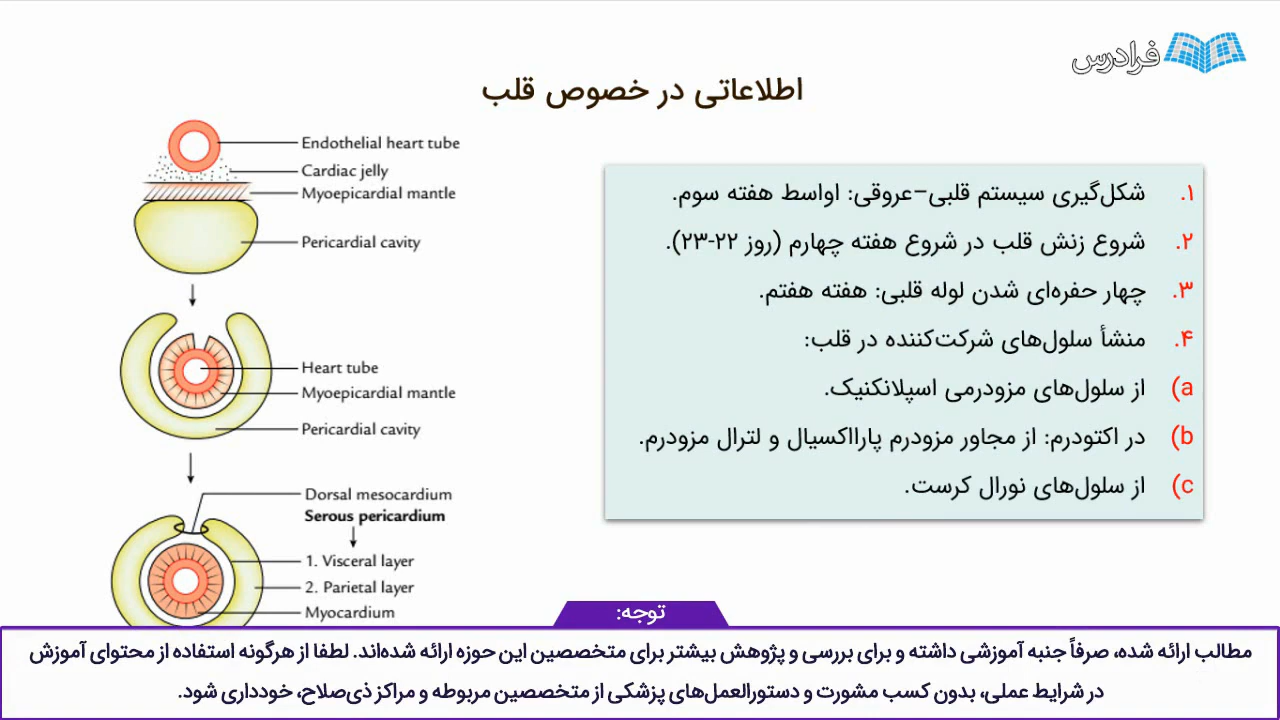 فرادرس
اطلاعاتی در خصوص قلب
Endothelial heart tube
Cardiac jelly
Myoepicardial mantle
Pericardial cavity
Heart tube
Myoepicardial mantle
Pericardial cavity
Dorsal mesocardium
Serous pericardium
1. Visceral layer
2. Parietal layer
Myocardium
۱. شکل‌گیری سیستم قلبی–عروقی: اواسط هفته سوم.
۲. شروع زنش قلب در شروع هفته چهارم (روز ۲۲-۲۳).
۳. چهار حفره‌ای شدن لوله قلبی: هفته هفتم.
۴. منشأ سلول‌های شرکت‌کننده در قلب:
a) از سلول‌های مزودرمی اسپلانکنیک.
b) در اکتودرم: از مجاور مزودرم پارااکسیال و لترال مزودرم.
c) از سلول‌های نورال کرست.
توجه:
مطالب ارائه شده، صرفاً جنبه آموزشی داشته و برای بررسی و پژوهش بیشتر برای متخصصین این حوزه ارائه شده‌اند. لطفا از هرگونه استفاده از محتوای آموزش
در شرایط عملی، بدون کسب مشورت و دستورالعمل‌های پزشکی از متخصصین مربوطه و مراکز ذی‌صلاح، خودداری شود.